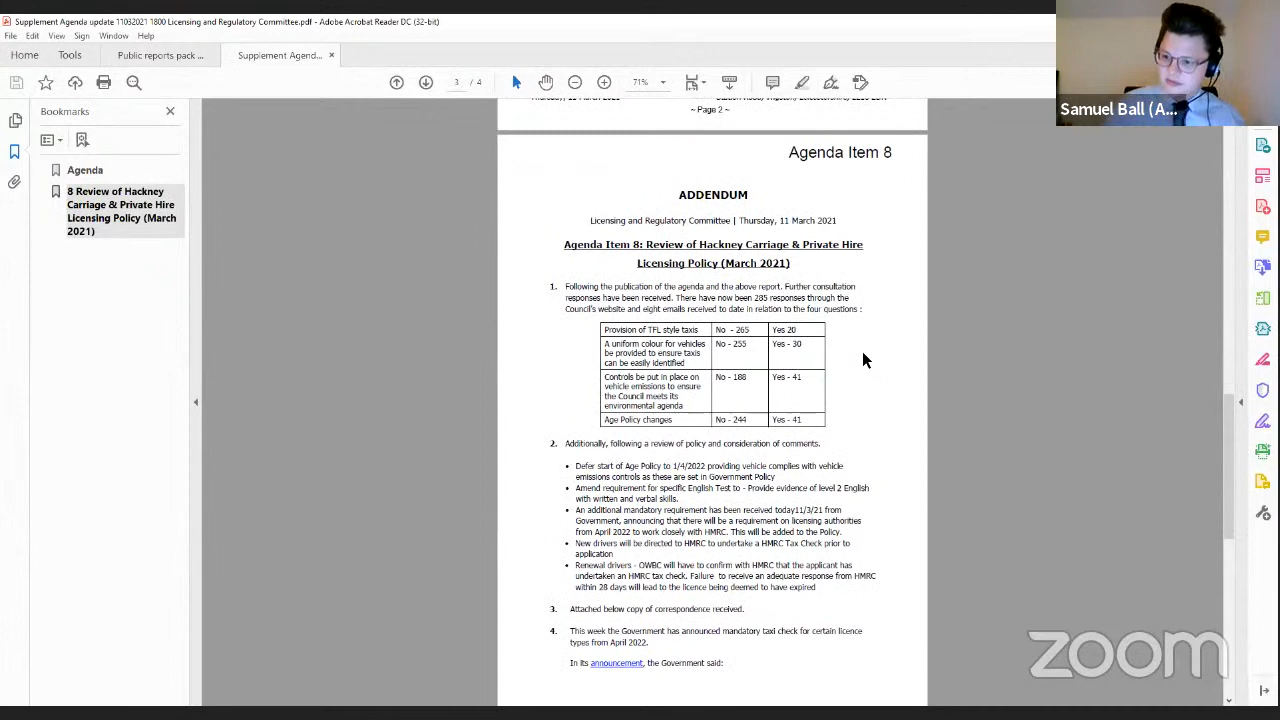 Supplement Agenda update 11032021 1800 Licensing and Regulatory Committee.pdf - Adobe Acrobat Reader DC (32-bit)
File Edit View Sign Window Help
Home Tools Public reports pack ... Supplement Agend... ×
3 / 4 71%
Bookmarks
Agenda
8 Review of Hackney
Carriage & Private Hire
Licensing Policy (March
2021)
Thursday, 11 March 2021
~ Page 2 ~
Agenda Item 8
ADDENDUM
Licensing and Regulatory Committee | Thursday, 11 March 2021
Agenda Item 8: Review of Hackney Carriage & Private Hire
Licensing Policy (March 2021)
1. Following the publication of the agenda and the above report. Further consultation
responses have been received. There have now been 285 responses through the
Council's website and eight emails received to date in relation to the four questions :
Provision of TFL style taxis No - 265 Yes 20
A uniform colour for vehicles No - 255 Yes - 30
be provided to ensure taxis
can be easily identified
Controls be put in place on No - 188 Yes - 41
vehicle emissions to ensure
the Council meets its
environmental agenda
Age Policy changes No - 244 Yes - 41
2. Additionally, following a review of policy and consideration of comments.
• Defer start of Age Policy to 1/4/2022 providing vehicle complies with vehicle
emissions controls as these are set in Government Policy
• Amend requirement for specific English Test to - Provide evidence of level 2 English
with written and verbal skills.
• An additional mandatory requirement has been received today11/3/21 from
Government, announcing that there will be a requirement on licensing authorities
from April 2022 to work closely with HMRC. This will be added to the Policy.
• New drivers will be directed to HMRC to undertake a HMRC Tax Check prior to
application
• Renewal drivers - OWBC will have to confirm with HMRC that the applicant has
undertaken an HMRC tax check. Failure to receive an adequate response from HMRC
within 28 days will lead to the licence being deemed to have expired
3. Attached below copy of correspondence received.
4. This week the Government has announced mandatory taxi check for certain licence
types from April 2022.
In its announcement, the Government said:
Samuel Ball (A...
zoom